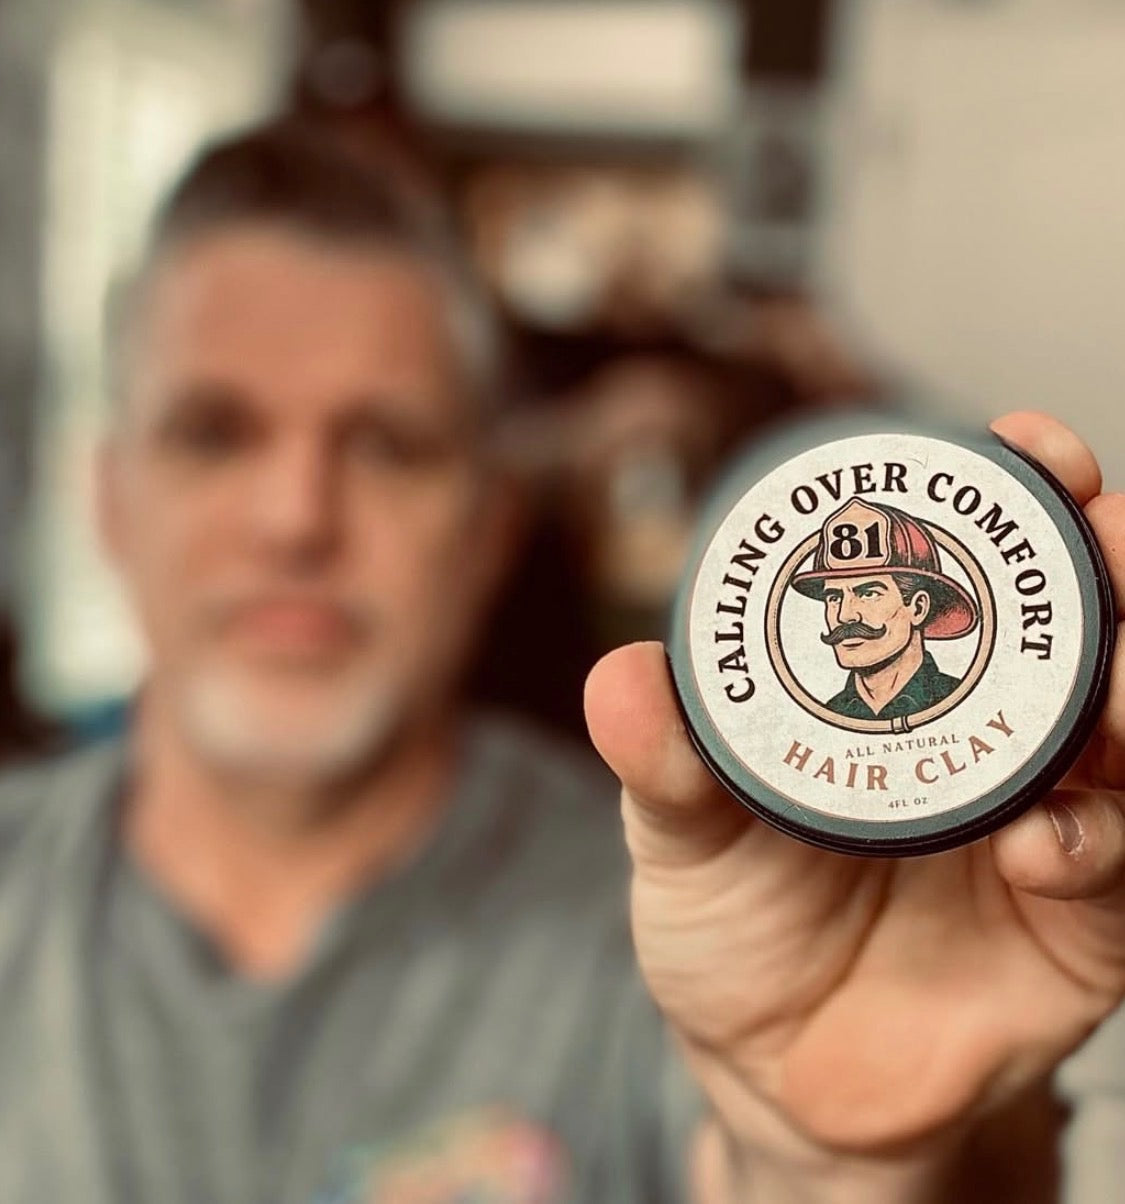 CALLING OVER COMFORT
81
ALL NATURAL
HAIR CLAY
4FL OZ